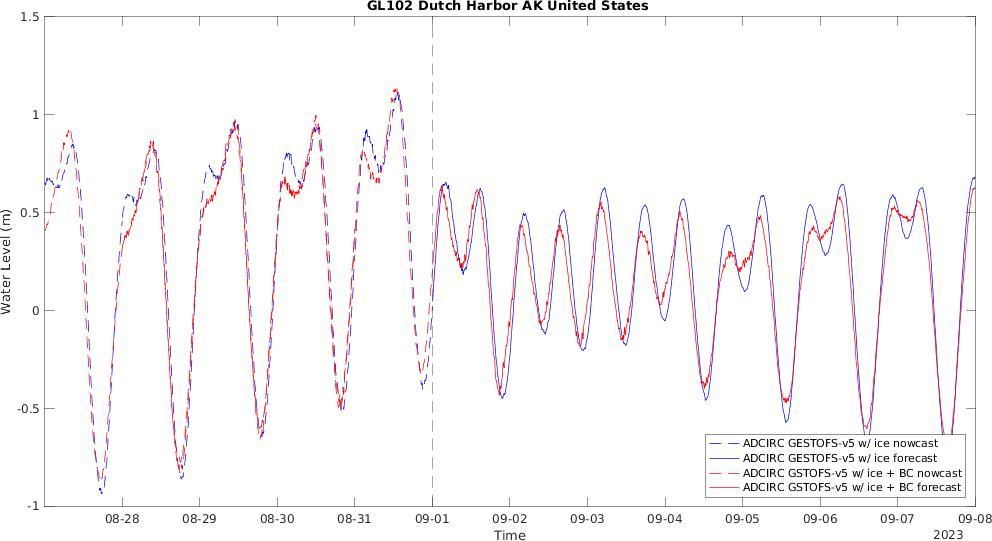 GL102 Dutch Harbor AK United States
Water Level (m)
1.5
1
0.5
0
-0.5
-1
ADCIRC GESTOFS-v5 w/ ice nowcast
ADCIRC GESTOFS-v5 w/ ice forecast
ADCIRC GSTOFS-v5 w/ ice + BC nowcast
ADCIRC GSTOFS-v5 w/ ice + BC forecast
08-28 08-29 08-30 08-31 09-01 09-02 09-03 09-04 09-05 09-06 09-07 09-08
Time
2023